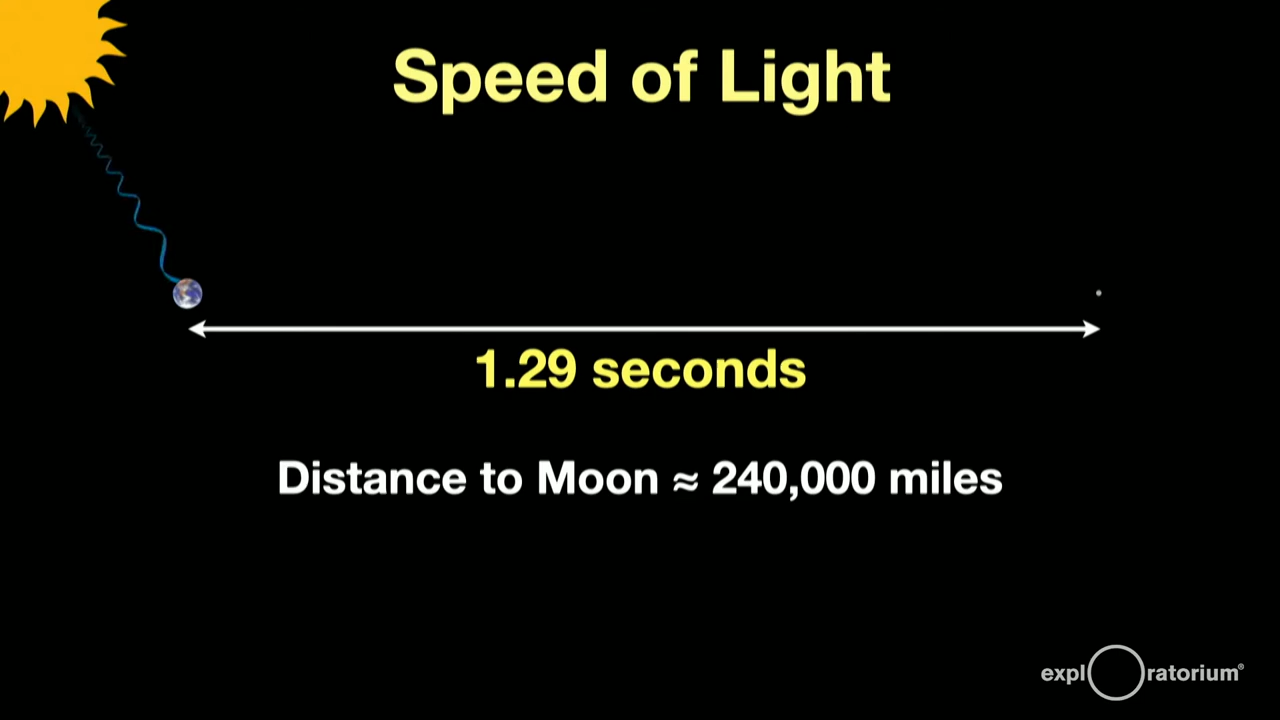 Speed of Light
1.29 seconds
Distance to Moon ≈ 240,000 miles
expl ratorium®